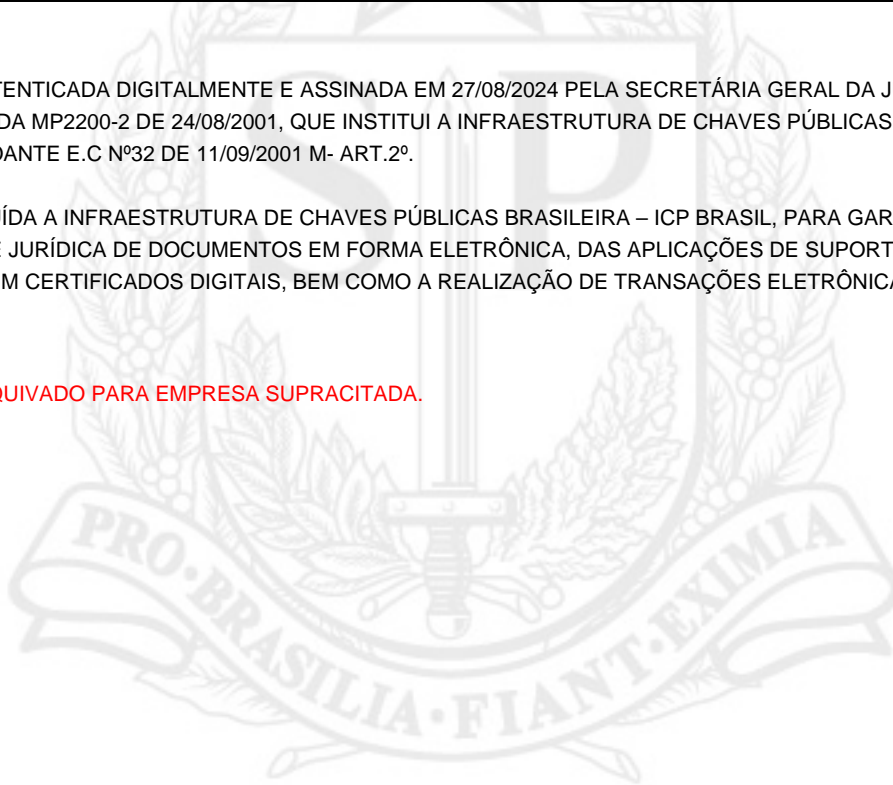 TENTICADA DIGITALMENTE E ASSINADA EM 27/08/2024 PELA SECRETÁRIA GERAL DA J
DA MP2200-2 DE 24/08/2001, QUE INSTITUI A INFRAESTRUTURA DE CHAVES PÚBLICAS
DANTE E.C Nº32 DE 11/09/2001 M- ART.2º.
ÍDA A INFRAESTRUTURA DE CHAVES PÚBLICAS BRASILEIRA – ICP BRASIL, PARA GAR
E JURÍDICA DE DOCUMENTOS EM FORMA ELETRÔNICA, DAS APLICAÇÕES DE SUPORT
M CERTIFICADOS DIGITAIS, BEM COMO A REALIZAÇÃO DE TRANSAÇÕES ELETRÔNICA
QUIVADO PARA EMPRESA SUPRACITADA.
SP
PRO·BRASILIA·FIANT·EXIMIA